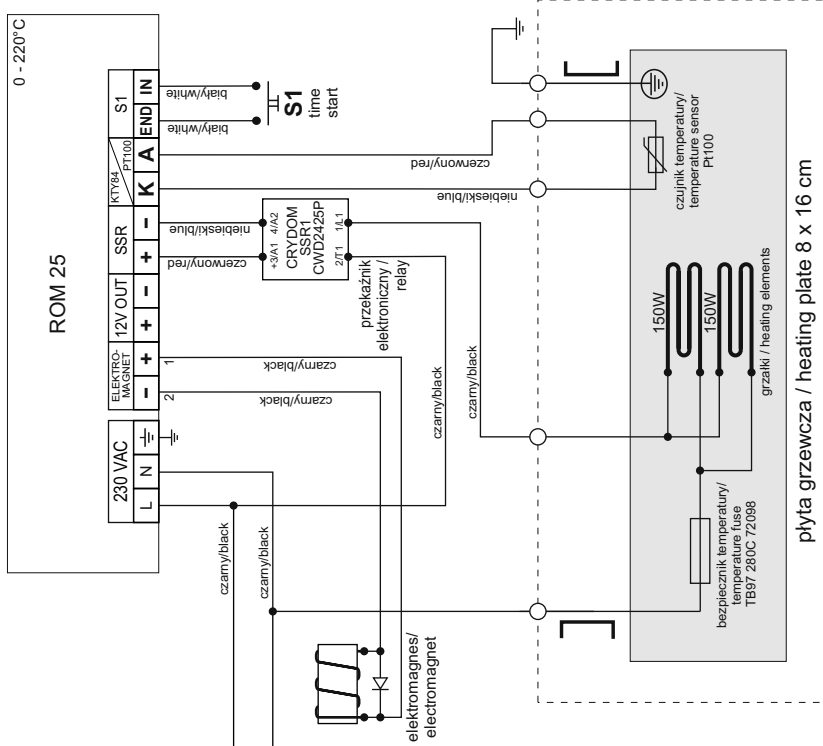 0 - 220°C
ROM 25
S1
IN
END
KTY84
PT100
A
K
SSR
-
+
12V OUT
-
+
ELEKTRO-
MAGNET
+
-
1
2
230 VAC
N
L
biały/white
biały/white
S1
time
start
czerwony/red
niebieski/blue
niebieski/blue
czerwony/red
4/A2
+3/A1
CRYDOM
SSR1
CWD2425P
1/L1
2/T1
przekaźnik
elektroniczny /
relay
czarny/black
czarny/black
czarny/black
czarny/black
czarny/black
czarny/black
elektromagnes/
electromagnet
czujnik temperatury/
temperature sensor
Pt100
150W
150W
grzałki / heating elements
bezpiecznik temperatury/
temperature fuse
TB97 280C 72098
płyta grzewcza / heating plate 8 x 16 cm